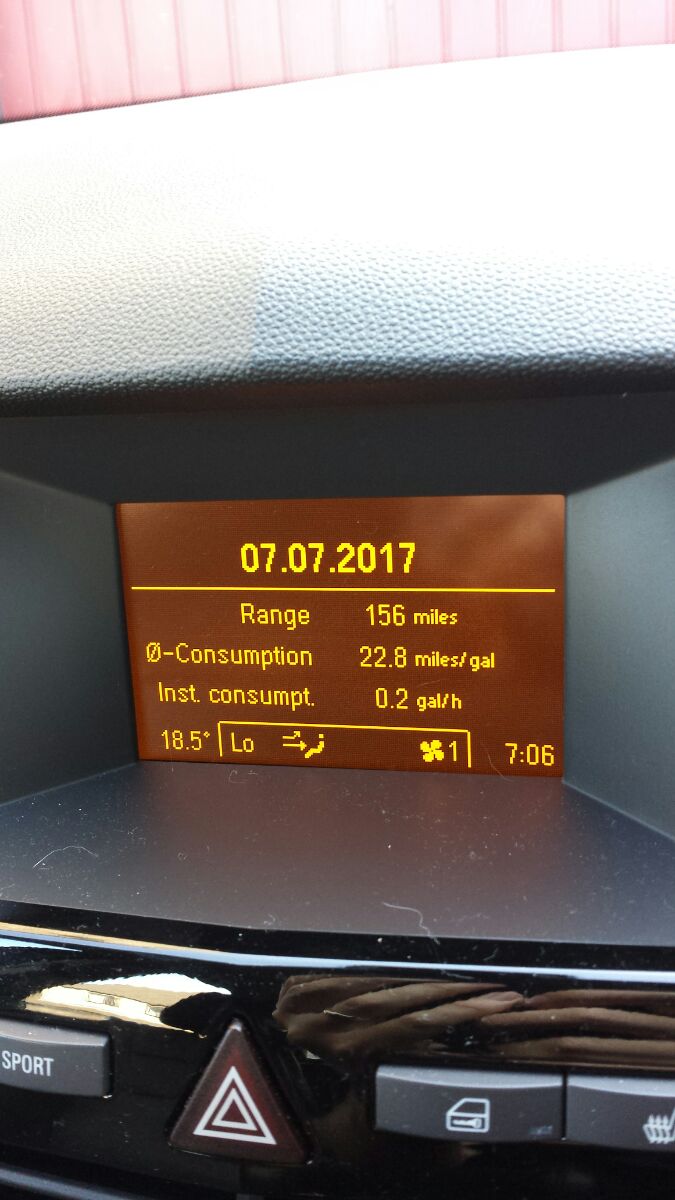 07.07.2017
Range 156 miles
Ø-Consumption 22.8 miles/gal
Inst. consumpt. 0.2 gal/h
18.5° Lo 1 7:06
SPORT